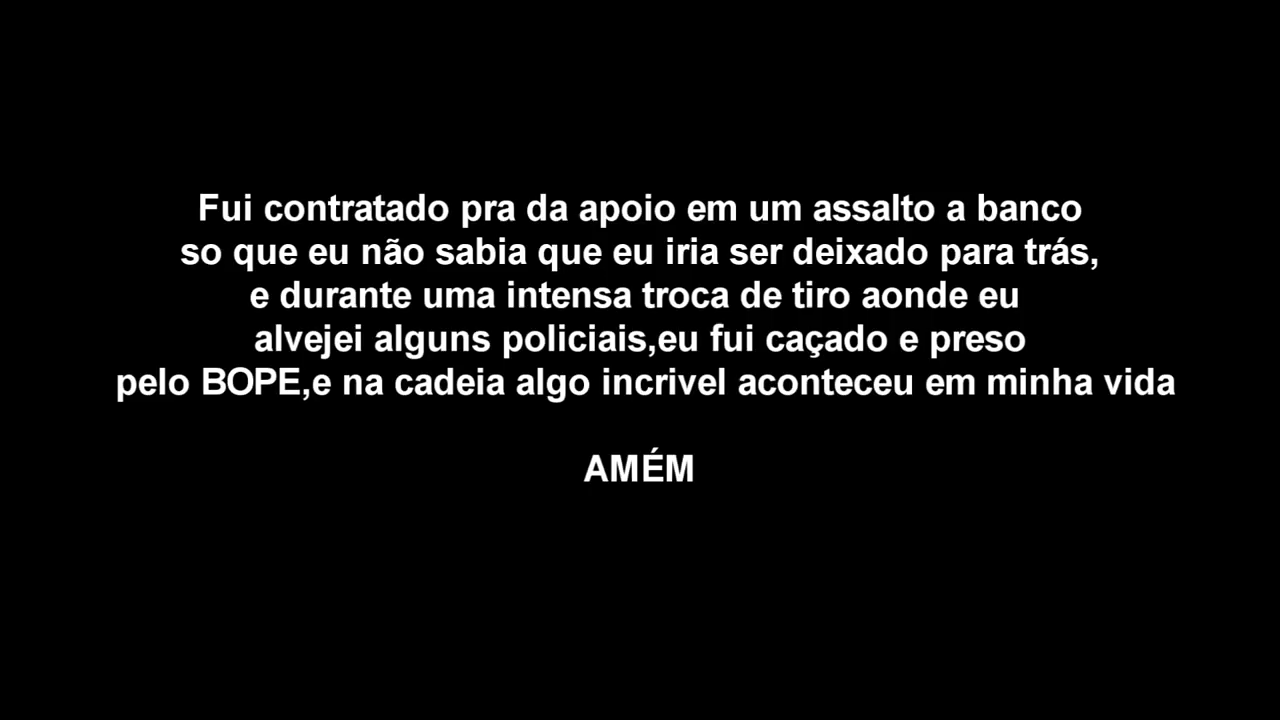 Fui contratado pra da apoio em um assalto a banco
so que eu não sabia que eu iria ser deixado para trás,
e durante uma intensa troca de tiro aonde eu
alvejei alguns policiais,eu fui caçado e preso
pelo BOPE,e na cadeia algo incrivel aconteceu em minha vida
AMÉM